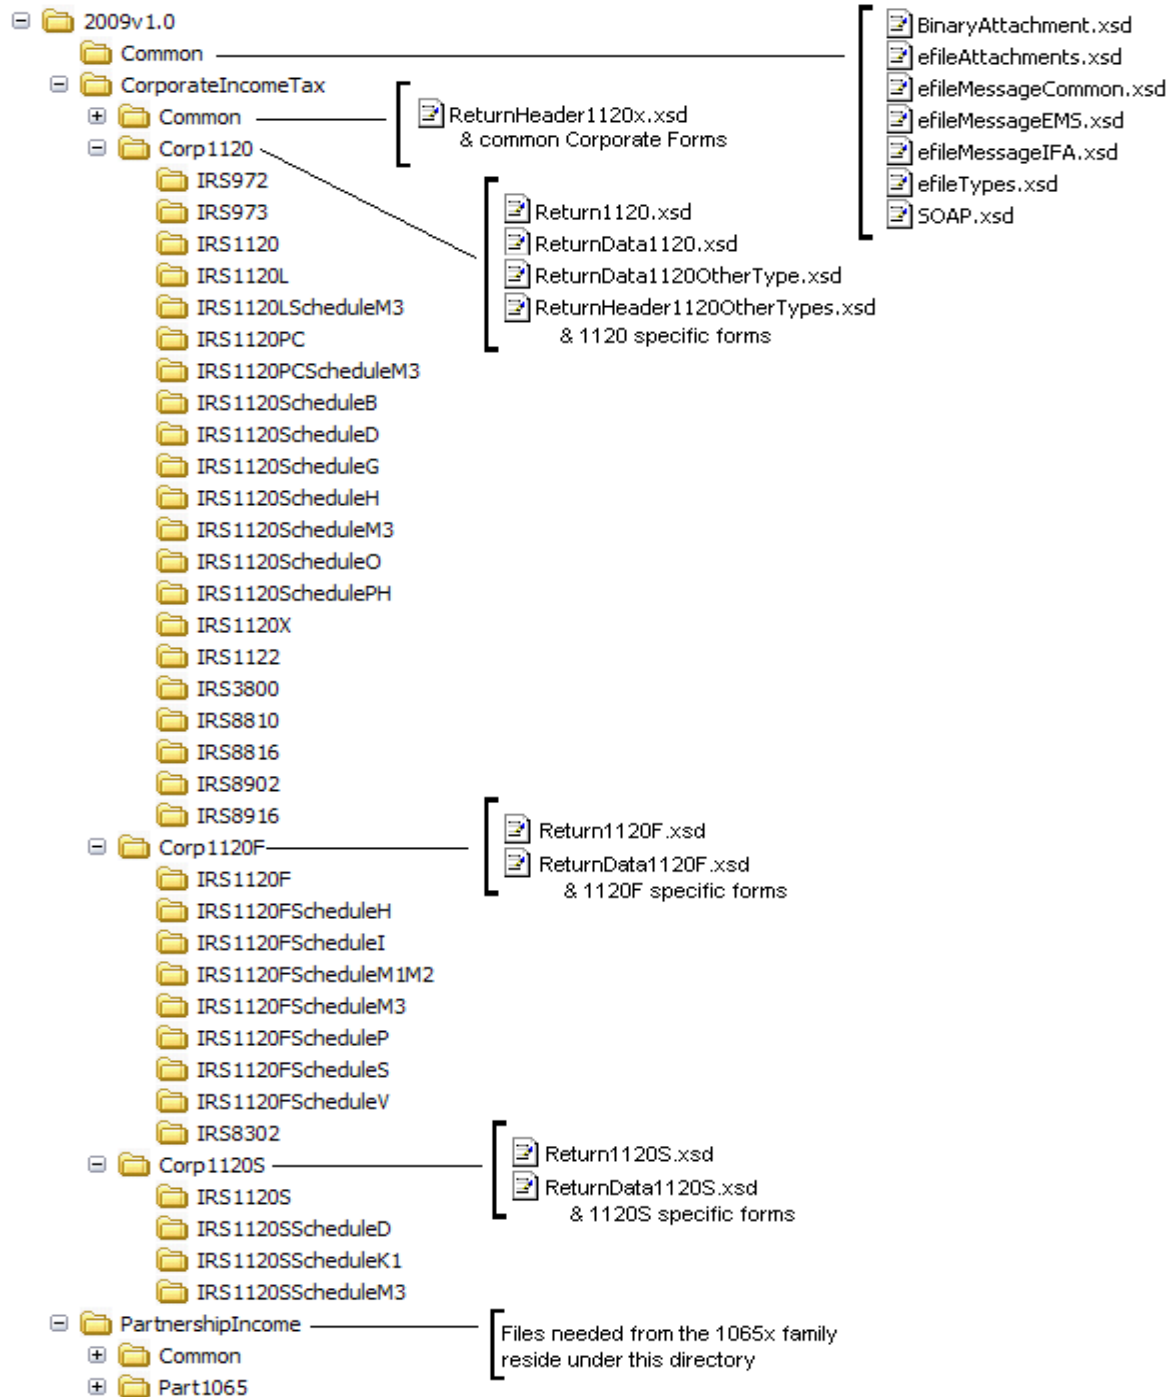 2009v1.0
Common
BinaryAttachment.xsd
efileAttachments.xsd
efileMessageCommon.xsd
efileMessageEMS.xsd
efileMessageIFA.xsd
efileTypes.xsd
SOAP.xsd
CorporateIncomeTax
Common
ReturnHeader1120x.xsd
& common Corporate Forms
Corp1120
Return1120.xsd
ReturnData1120.xsd
ReturnData1120OtherType.xsd
ReturnHeader1120OtherTypes.xsd
& 1120 specific forms
IRS972
IRS973
IRS1120
IRS1120L
IRS1120LScheduleM3
IRS1120PC
IRS1120PCScheduleM3
IRS1120ScheduleB
IRS1120ScheduleD
IRS1120ScheduleG
IRS1120ScheduleH
IRS1120ScheduleM3
IRS1120ScheduleO
IRS1120SchedulePH
IRS1120X
IRS1122
IRS3800
IRS8810
IRS8816
IRS8902
IRS8916
Corp1120F
Return1120F.xsd
ReturnData1120F.xsd
& 1120F specific forms
IRS1120F
IRS1120FScheduleH
IRS1120FScheduleI
IRS1120FScheduleM1M2
IRS1120FScheduleM3
IRS1120FScheduleP
IRS1120FScheduleS
IRS1120FScheduleV
IRS8302
Corp1120S
Return1120S.xsd
ReturnData1120S.xsd
& 1120S specific forms
IRS1120S
IRS1120SScheduleD
IRS1120SScheduleK1
IRS1120SScheduleM3
PartnershipIncome
Files needed from the 1065x family
reside under this directory
Common
Part1065